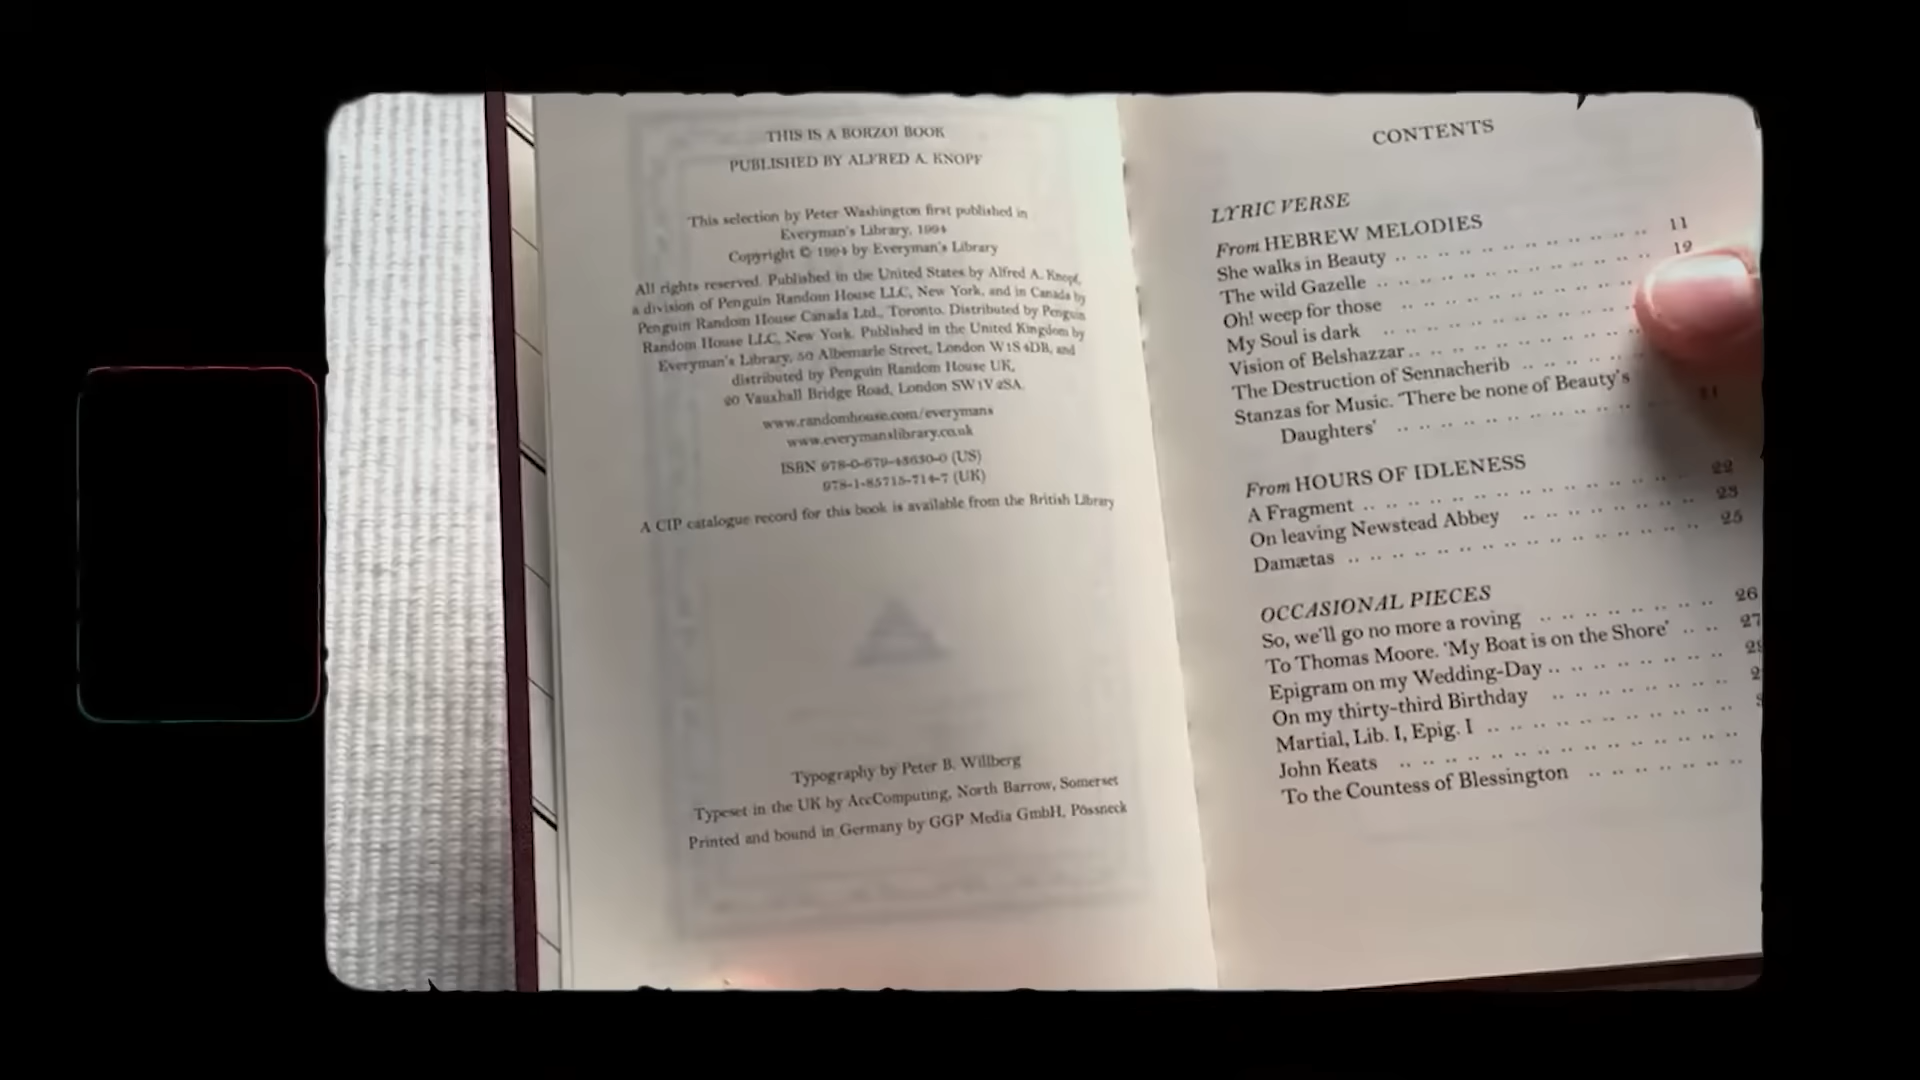 THIS IS A BORZOI BOOK
PUBLISHED BY ALFRED A. KNOPF
This selection by Peter Washington first published in
Everyman's Library, 1994
Copyright © 1994 by Everyman's Library
All rights reserved. Published in the United States by Alfred A. Knopf,
a division of Penguin Random House LLC, New York, and in Canada by
Penguin Random House Canada Ltd., Toronto. Distributed by Penguin
Random House LLC, New York. Published in the United Kingdom by
Everyman's Library, 50 Albemarle Street, London W1S 4DB, and
distributed by Penguin Random House UK,
20 Vauxhall Bridge Road, London SW1V 2SA.
www.randomhouse.com/everymans
www.everymanslibrary.co.uk
ISBN 978-0-679-43630-0 (US)
978-1-85715-714-7 (UK)
A CIP catalogue record for this book is available from the British Library
Typography by Peter B. Willberg
Typeset in the UK by AccComputing, North Barrow, Somerset
Printed and bound in Germany by GGP Media GmbH, Pössneck
CONTENTS
LYRIC VERSE
From HEBREW MELODIES
She walks in Beauty .. .. .. .. .. .. .. .. .. .. 11
The wild Gazelle .. .. .. .. .. .. .. .. .. .. 12
Oh! weep for those .. .. .. .. .. .. .. ..
My Soul is dark .. .. .. .. .. .. .. .. ..
Vision of Belshazzar .. .. .. .. .. .. .. ..
The Destruction of Sennacherib .. .. .. ..
Stanzas for Music. 'There be none of Beauty's
Daughters' .. .. .. .. .. .. .. .. .. 21
From HOURS OF IDLENESS
A Fragment .. .. .. .. .. .. .. .. .. .. .. .. 22
On leaving Newstead Abbey .. .. .. .. .. .. .. 23
Damætas .. .. .. .. .. .. .. .. .. .. .. .. 25
OCCASIONAL PIECES
So, we'll go no more a roving .. .. .. .. .. .. .. 26
To Thomas Moore. 'My Boat is on the Shore' .. .. 27
Epigram on my Wedding-Day .. .. .. .. .. .. ..
On my thirty-third Birthday .. .. .. .. .. .. ..
Martial, Lib. I, Epig. I .. .. .. .. .. .. .. .. ..
John Keats .. .. .. .. .. .. .. .. .. .. .. ..
To the Countess of Blessington .. .. .. .. .. ..